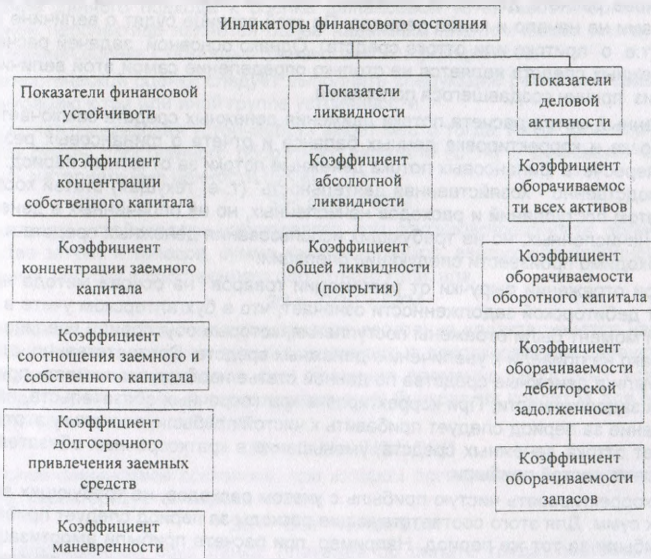 Индикаторы финансового состояния
Показатели финансовой
устойчивости
Коэффициент
концентрации
собственного капитала
Коэффициент
концентрации заемного
капитала
Коэффициент
соотношения заемного и
собственного капитала
Коэффициент
долгосрочного
привлечения заемных
средств
Коэффициент
маневренности
Показатели
ликвидности
Коэффициент
абсолютной
ликвидности
Коэффициент
общей ликвидности
(покрытия)
Показатели
деловой
активности
Коэффициент
оборачиваемос
ти всех активов
Коэффициент
оборачиваемости
оборотного капитала
Коэффициент
оборачиваемости
дебиторской
задолженности
Коэффициент
оборачиваемости
запасов